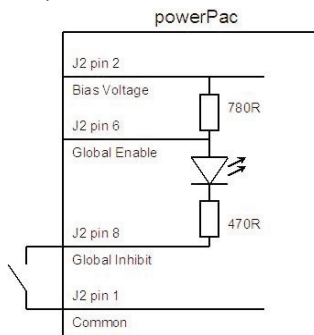 powerPac
J2 pin 2
Bias Voltage
780R
J2 pin 6
Global Enable
470R
J2 pin 8
Global Inhibit
J2 pin 1
Common